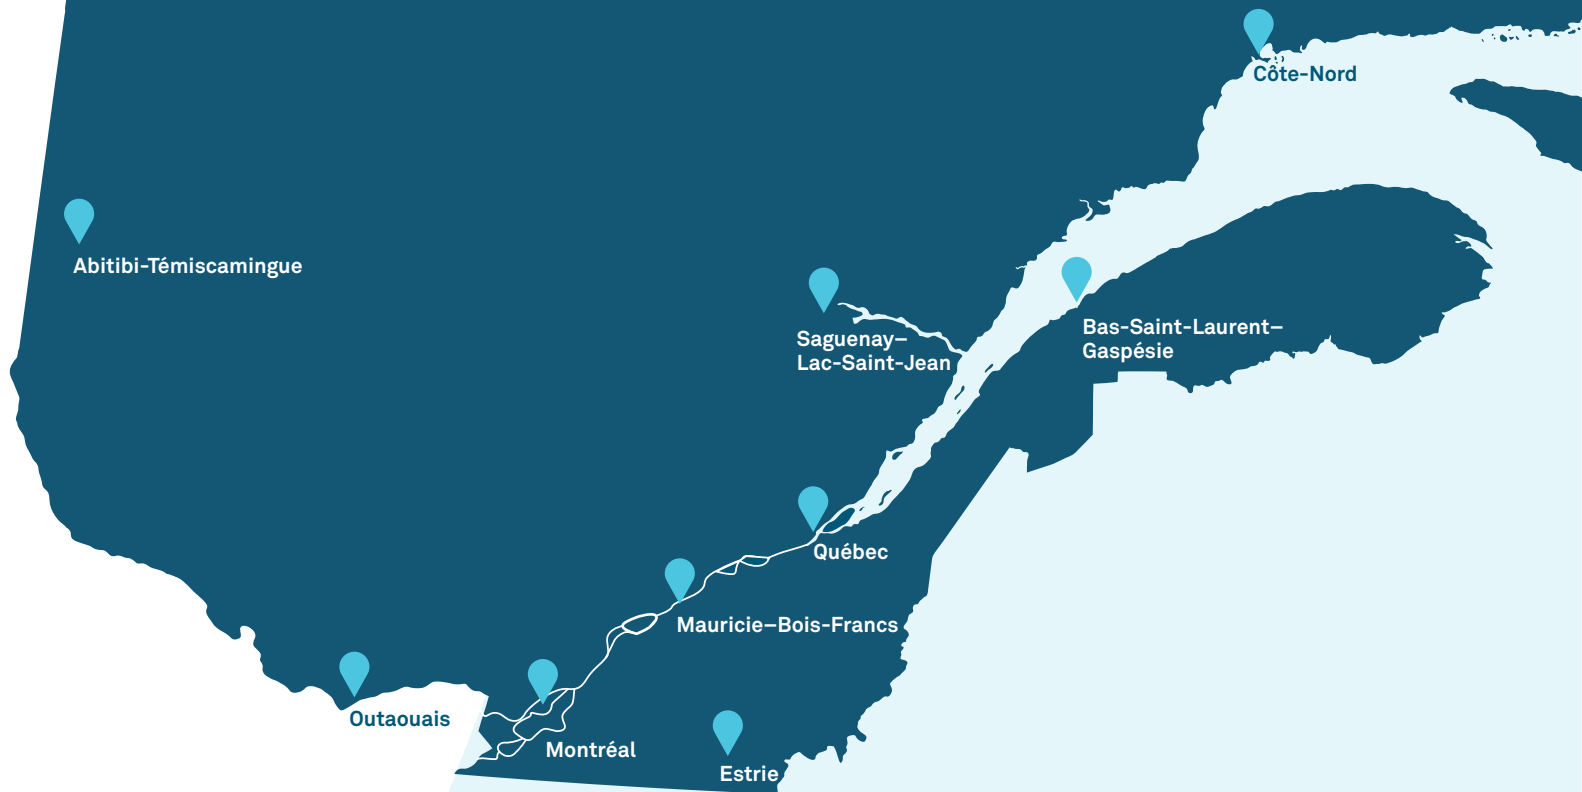 Côte-Nord
Abitibi-Témiscamingue
Bas-Saint-Laurent–
Gaspésie
Saguenay–
Lac-Saint-Jean
Québec
Mauricie–Bois-Francs
Outaouais
Montréal
Estrie